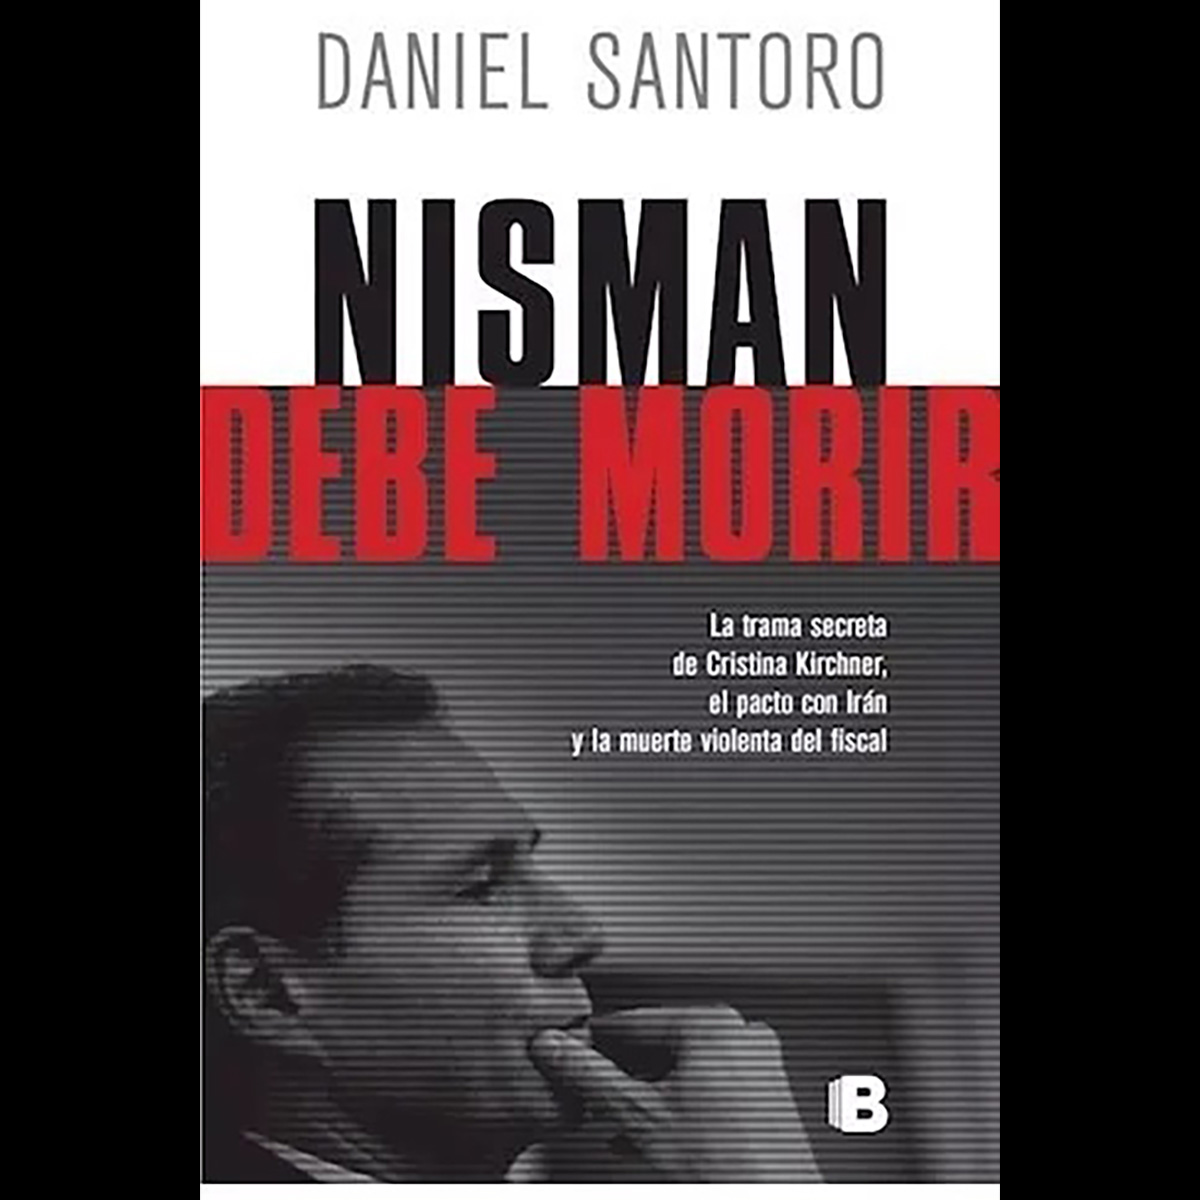 DANIEL SANTORO
NISMAN
DEBE MORIR
La trama secreta
de Cristina Kirchner,
el pacto con Irán
y la muerte violenta del fiscal
B